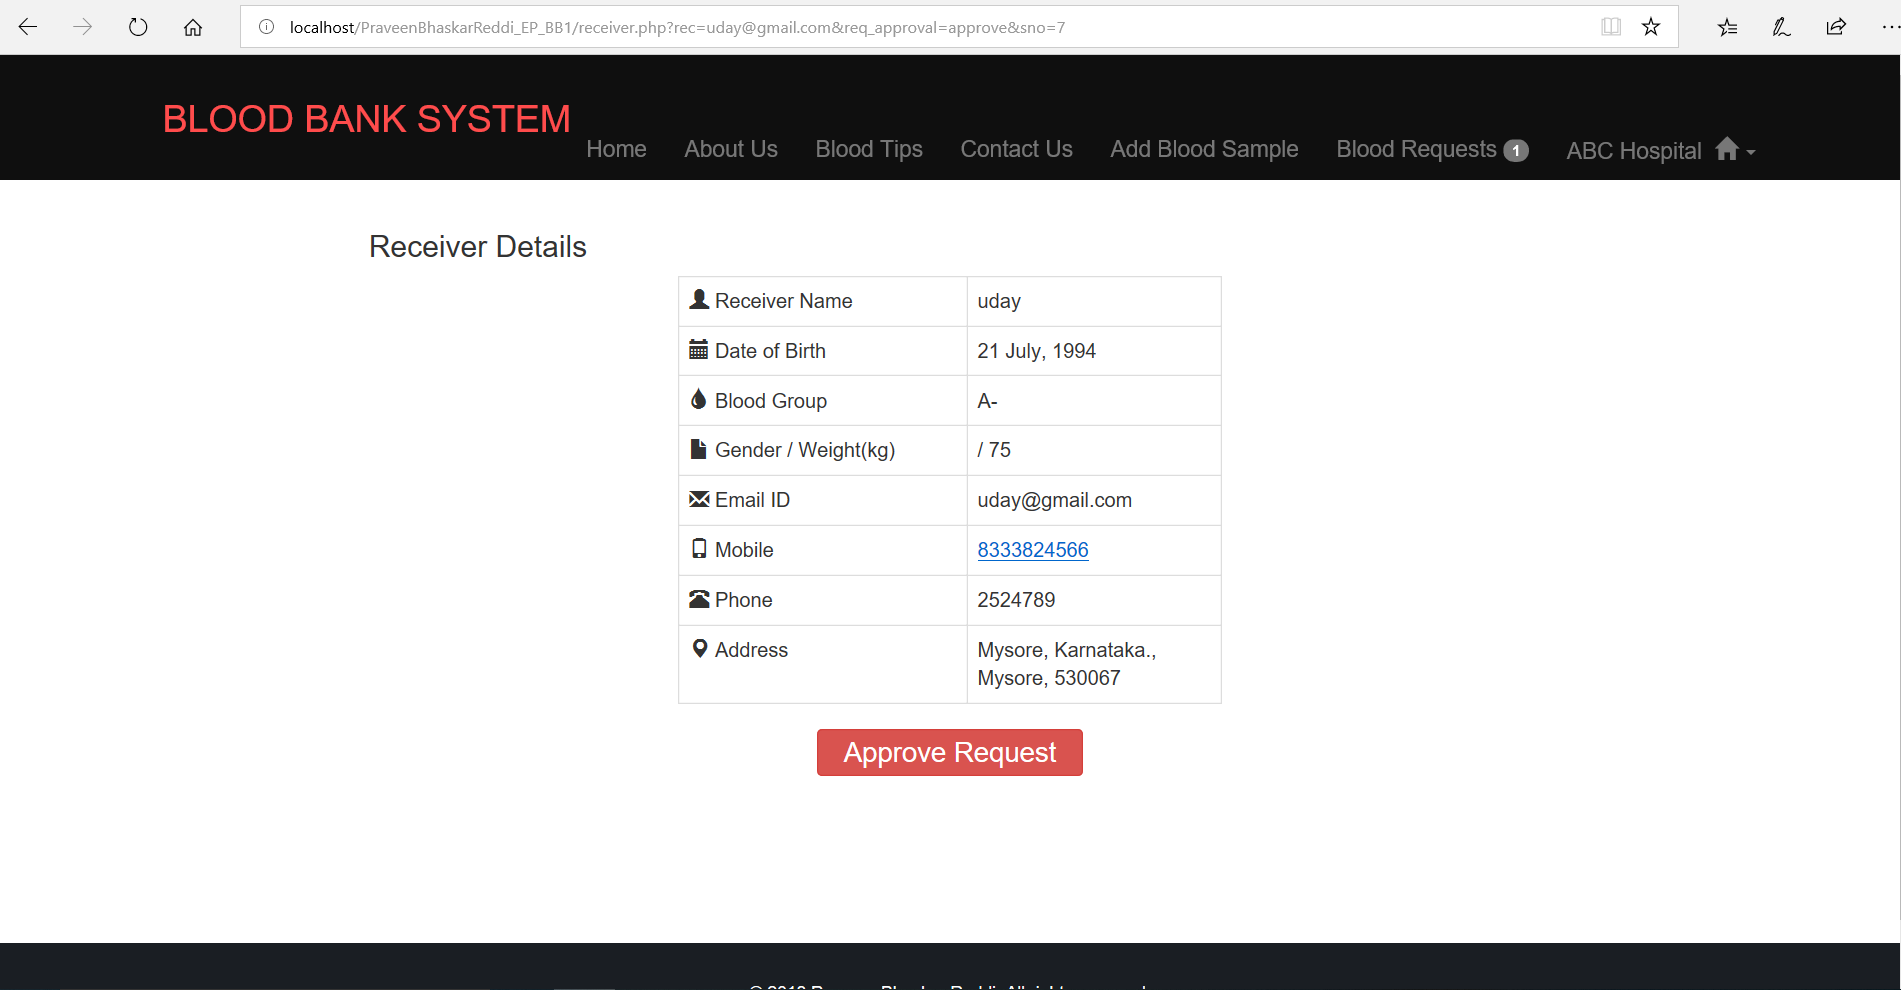 localhost/PraveenBhaskarReddi_EP_BB1/receiver.php?rec=uday@gmail.com&req_approval=approve&sno=7
BLOOD BANK SYSTEM
Home About Us Blood Tips Contact Us Add Blood Sample Blood Requests 1 ABC Hospital
Receiver Details
Receiver Name uday
Date of Birth 21 July, 1994
Blood Group A-
Gender / Weight(kg) / 75
Email ID uday@gmail.com
Mobile 8333824566
Phone 2524789
Address Mysore, Karnataka.,
Mysore, 530067
Approve Request